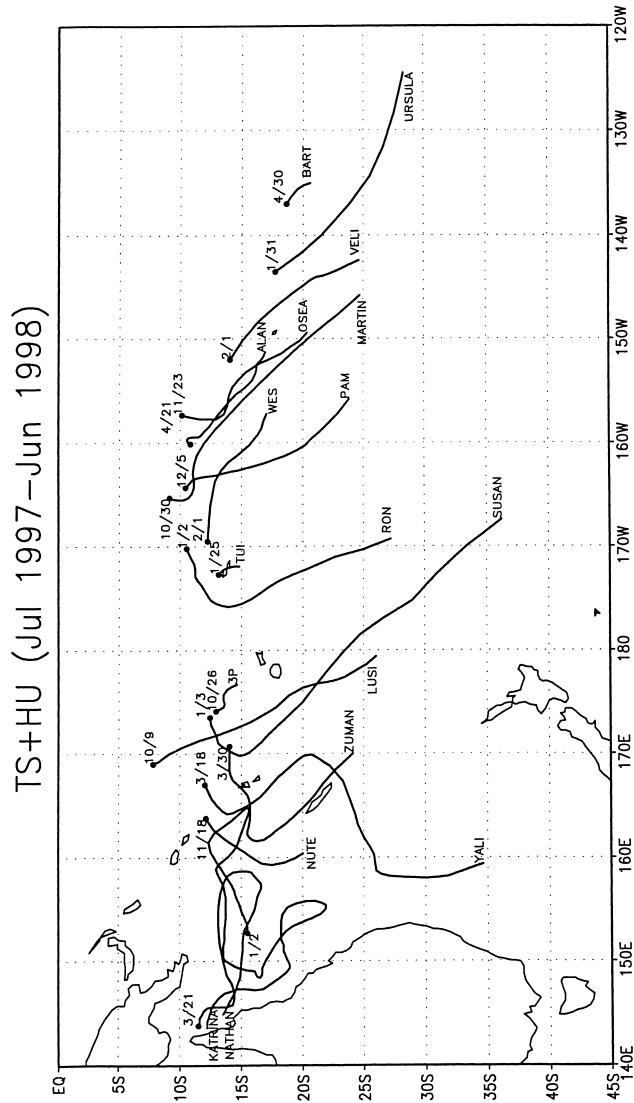 TS+HU (Jul 1997–Jun 1998)
EQ
5S
10S
15S
20S
25S
30S
35S
40S
45S
140E
150E
160E
170E
180
170W
160W
150W
140W
130W
120W
3/21
KATRINA
NATHAN
1/2
11/18
NUTE
YALI
3/18
3/30
ZUMAN
10/9
1/3
10/26
3P
LUSI
SUSAN
1/25
TUI
RON
1/2
2/1
WES
10/30
12/5
PAM
4/21
11/23
ALAN
OSEA
MARTIN
2/1
VELI
1/31
4/30
BART
URSULA